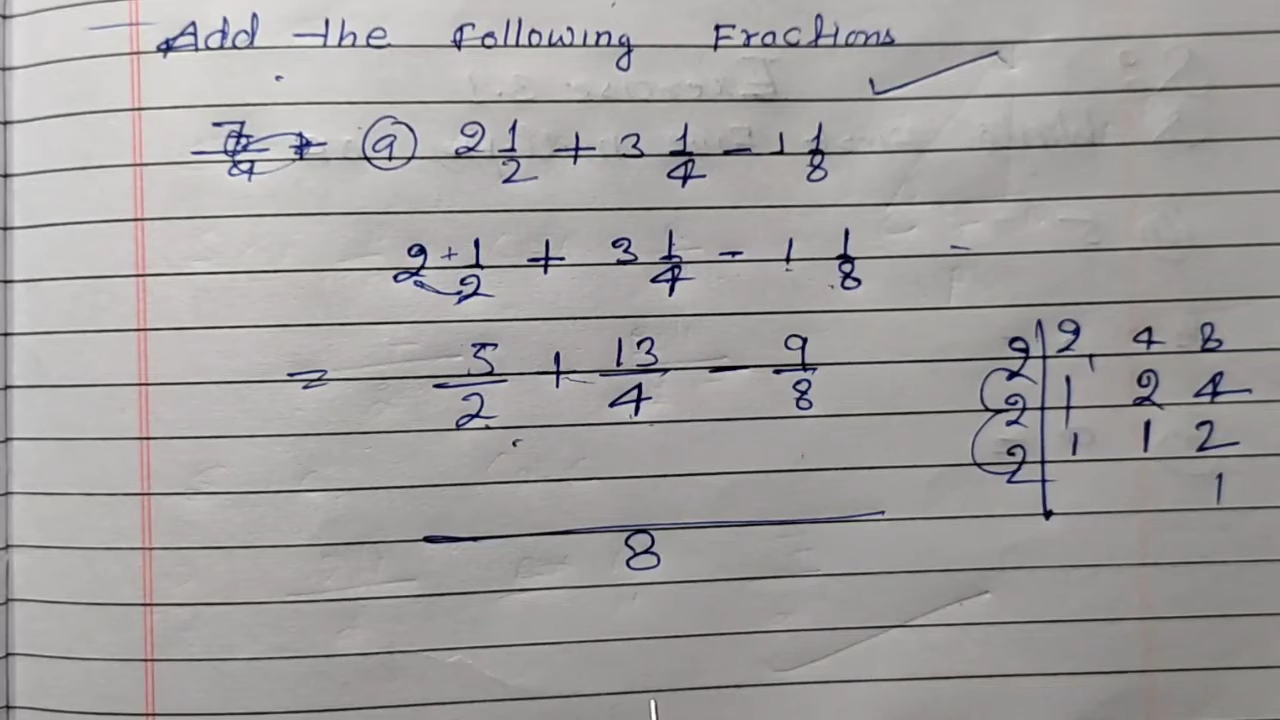 Add the Following Fractions
(a) 2 1/2 + 3 1/4 - 1 1/8
2 + 1/2 + 3 1/4 - 1 1/8 -
= 5/2 + 13/4 - 9/8
8
2 | 2, 4 8
2 | 1 2 4
2 | 1 1 2
1